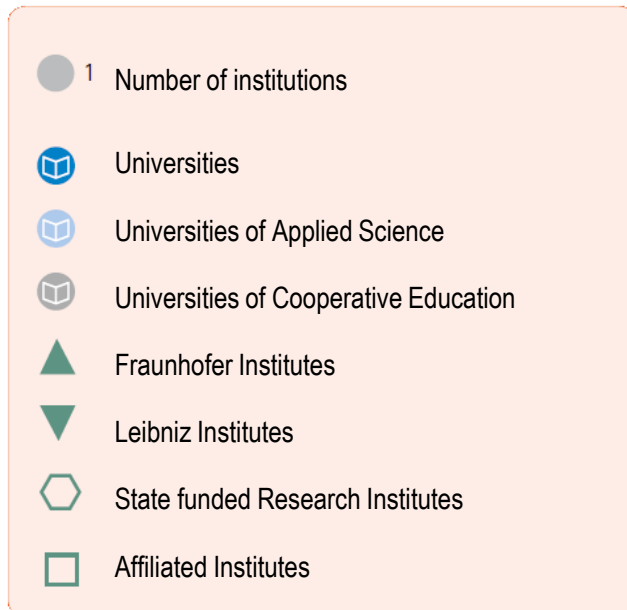 1 Number of institutions
Universities
Universities of Applied Science
Universities of Cooperative Education
Fraunhofer Institutes
Leibniz Institutes
State funded Research Institutes
Affiliated Institutes